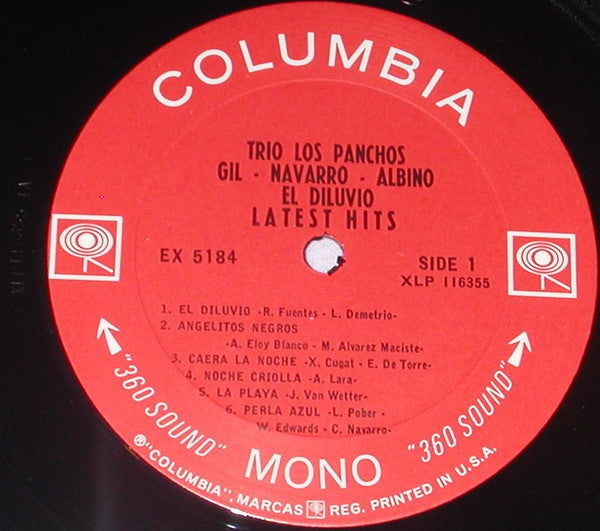 COLUMBIA
TRIO LOS PANCHOS
GIL - NAVARRO - ALBINO
EL DILUVIO
LATEST HITS
EX 5184
SIDE 1
XLP 116355
1. EL DILUVIO -R. Fuentes - L. Demetrio-
2. ANGELITOS NEGROS
-A. Eloy Blanco - M. Alvarez Maciste-
3. CAERA LA NOCHE -X. Cugat - E. De Torre-
4. NOCHE CRIOLLA -A. Lara-
5. LA PLAYA -J. Van Wetter-
6. PERLA AZUL -L. Pober -
W. Edwards - C. Navarro-
"360 SOUND"
MONO
"360 SOUND"
®"COLUMBIA", MARCAS REG. PRINTED IN U.S.A.